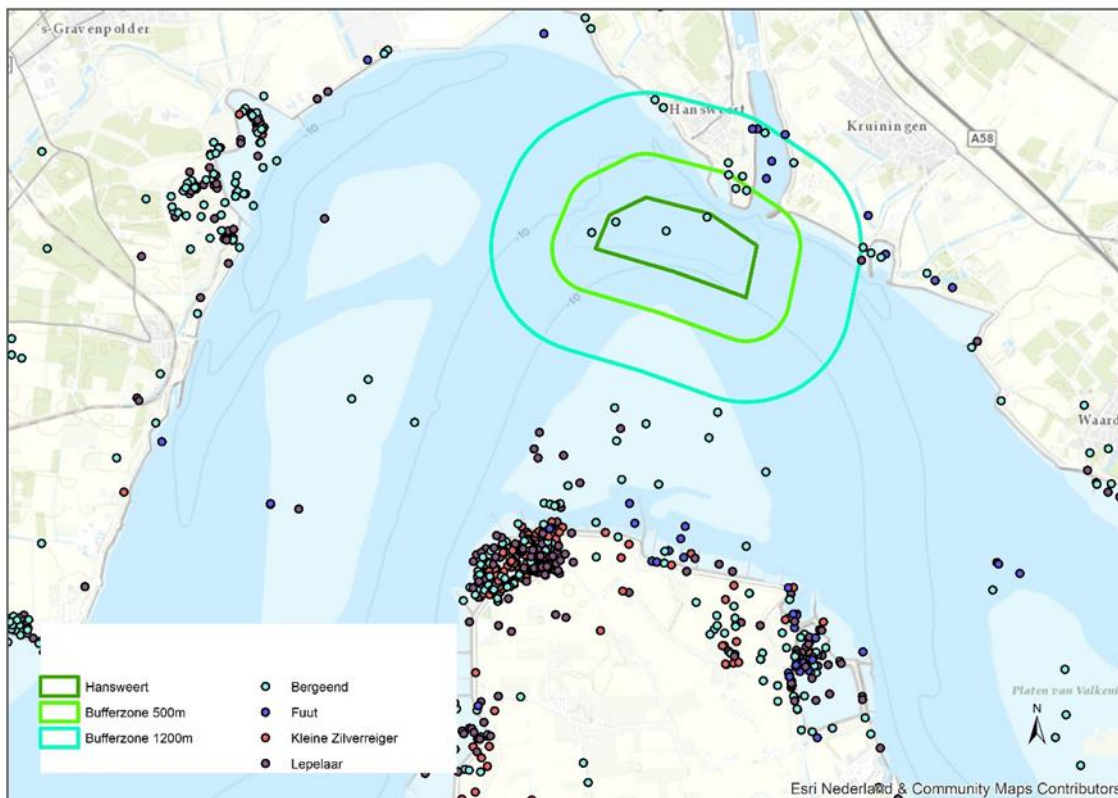 's-Gravenpolder
Hansweert
Kruiningen
A58
-10
-10
-10
Waard
Platen van Valken
N
Hansweert
Bufferzone 500m
Bufferzone 1200m
Bergeend
Fuut
Kleine Zilverreiger
Lepelaar
Esri Nederland & Community Maps Contributors